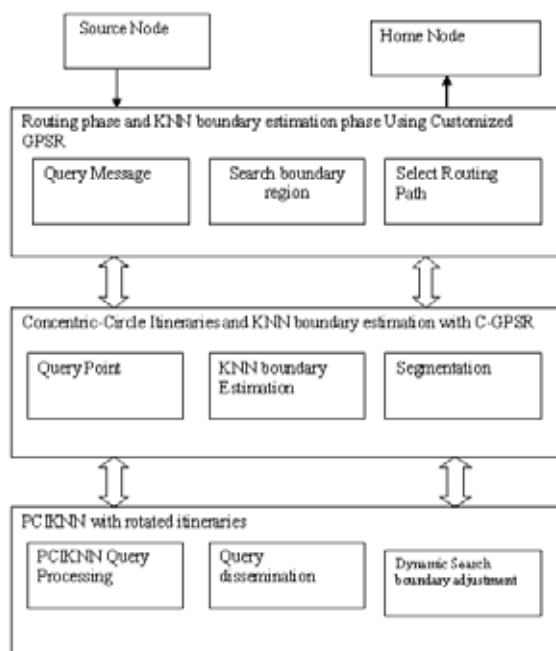 Source Node
Home Node
Routing phase and KNN boundary estimation phase Using Customized
GPSR
Query Message
Search boundary
region
Select Routing
Path
Concentric-Circle Itineraries and KNN boundary estimation with C-GPSR
Query Point
KNN boundary
Estimation
Segmentation
PCIKNN with rotated itineraries
PCIKNN Query
Processing
Query
dissemination
Dynamic Search
boundary adjustment